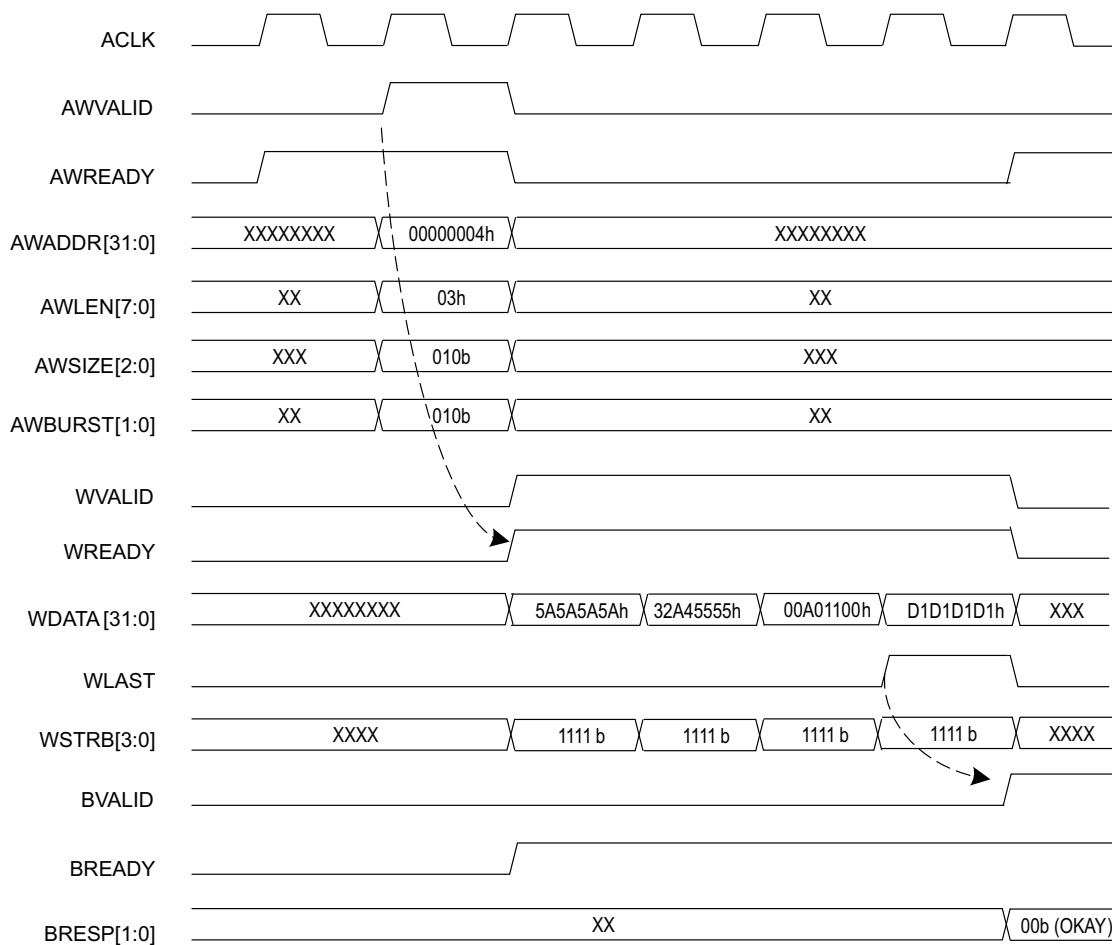 ACLK
AWVALID
AWREADY
AWADDR[31:0] XXXXXXXX 00000004h XXXXXXXX
AWLEN[7:0] XX 03h XX
AWSIZE[2:0] XXX 010b XXX
AWBURST[1:0] XX 010b XX
WVALID
WREADY
WDATA[31:0] XXXXXXXX 5A5A5A5Ah 32A45555h 00A01100h D1D1D1D1h XXX
WLAST
WSTRB[3:0] XXXX 1111 b 1111 b 1111 b 1111 b XXXX
BVALID
BREADY
BRESP[1:0] XX 00b (OKAY)